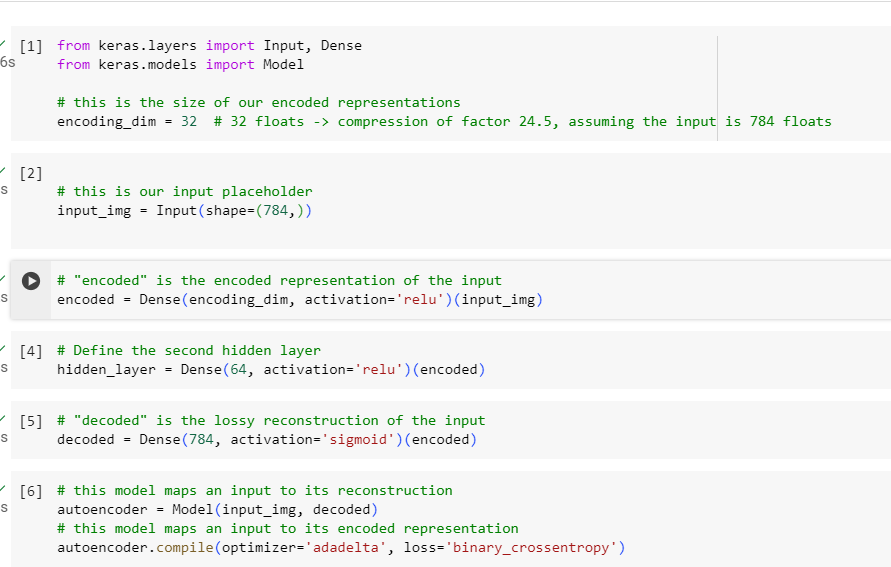 [1] from keras.layers import Input, Dense
6s from keras.models import Model
# this is the size of our encoded representations
encoding_dim = 32  # 32 floats -> compression of factor 24.5, assuming the input is 784 floats
[2]
s # this is our input placeholder
input_img = Input(shape=(784,))
# "encoded" is the encoded representation of the input
s encoded = Dense(encoding_dim, activation='relu')(input_img)
[4] # Define the second hidden layer
s hidden_layer = Dense(64, activation='relu')(encoded)
[5] # "decoded" is the lossy reconstruction of the input
s decoded = Dense(784, activation='sigmoid')(encoded)
[6] # this model maps an input to its reconstruction
s autoencoder = Model(input_img, decoded)
# this model maps an input to its encoded representation
autoencoder.compile(optimizer='adadelta', loss='binary_crossentropy')